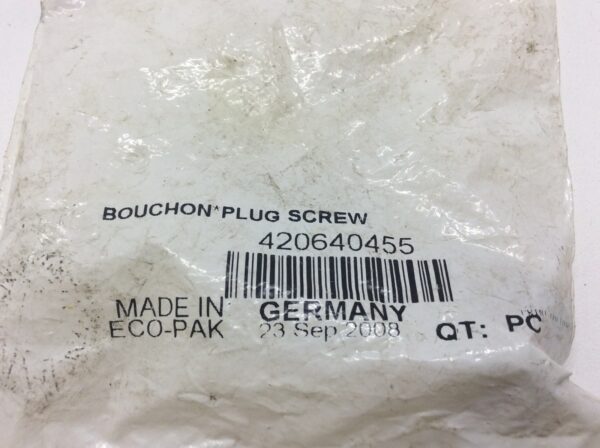 BOUCHON*PLUG SCREW
420640455
MADE IN GERMANY
ECO-PAK 23 Sep 2008 QT: PC